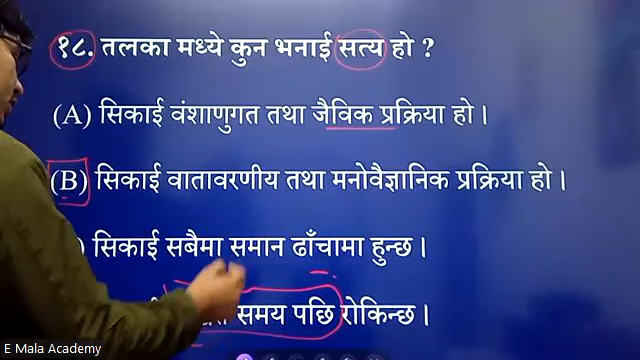 १८. तलका मध्ये कुन भनाई सत्य हो ?
(A) सिकाई वंशाणुगत तथा जैविक प्रक्रिया हो ।
(B) सिकाई वातावरणीय तथा मनोवैज्ञानिक प्रक्रिया हो ।
) सिकाई सबैमा समान ढाँचामा हुन्छ ।
समय पछि रोकिन्छ ।
E Mala Academy